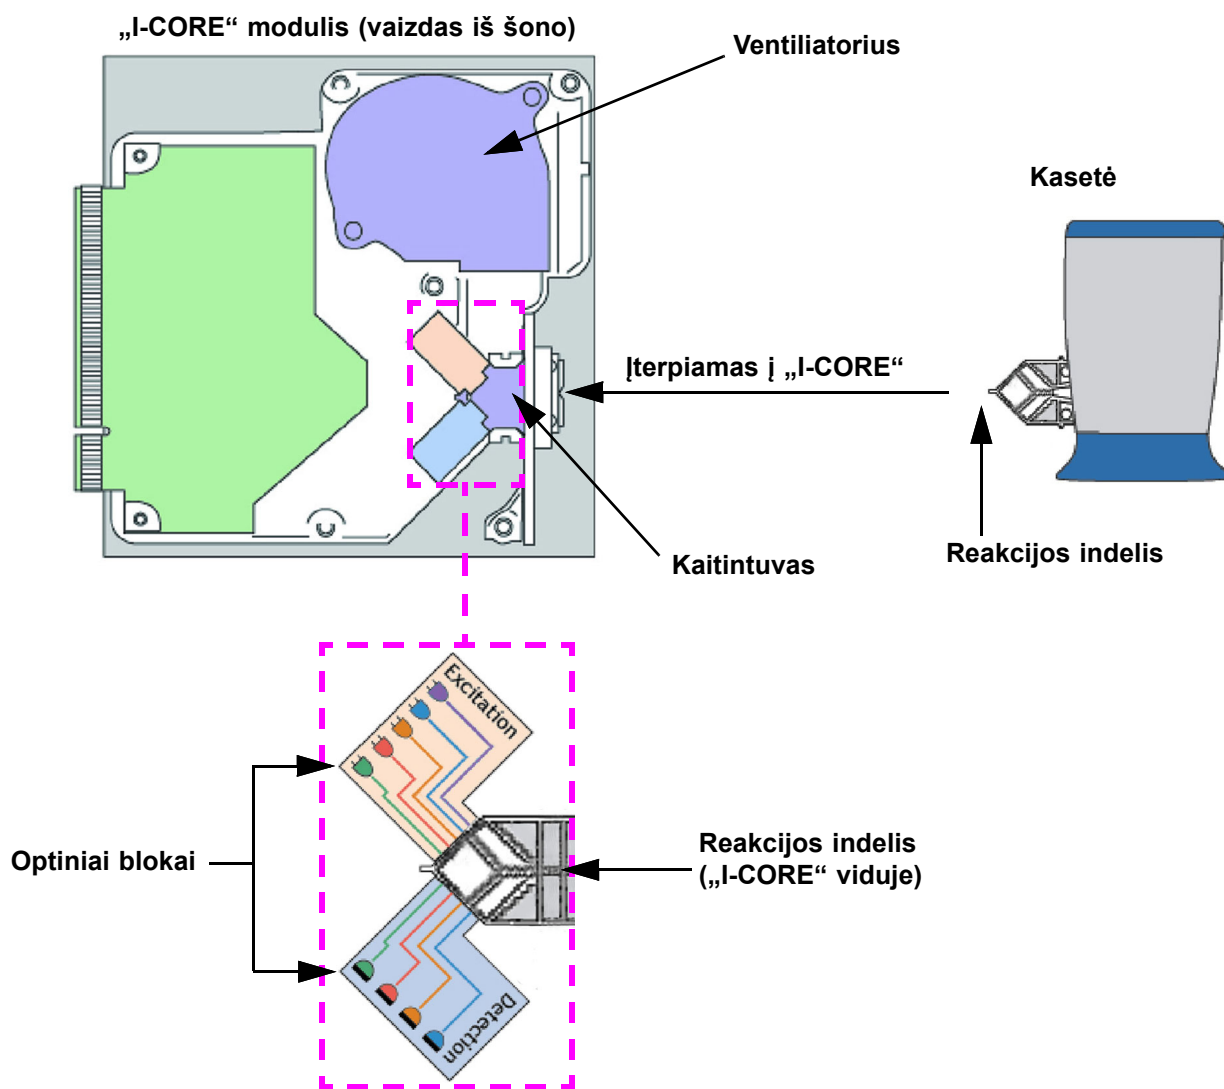 „I-CORE“ modulis (vaizdas iš šono)
Ventiliatorius
Kasetė
Įterpiamas į „I-CORE“
Kaitintuvas
Reakcijos indelis
Excitation
Optiniai blokai
Reakcijos indelis
(„I-CORE“ viduje)
Detection